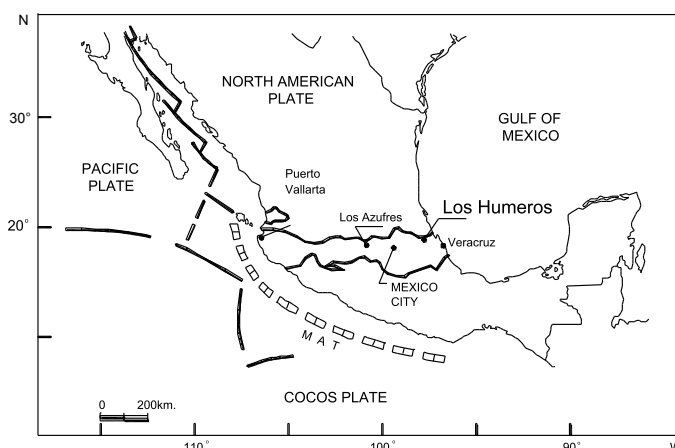 N
NORTH AMERICAN
PLATE
30°
GULF OF
MEXICO
PACIFIC
PLATE
Puerto
Vallarta
Los Humeros
Los Azufres
20°
Veracruz
MEXICO
CITY
MAT
COCOS PLATE
0 200km.
110° 100° 90° W